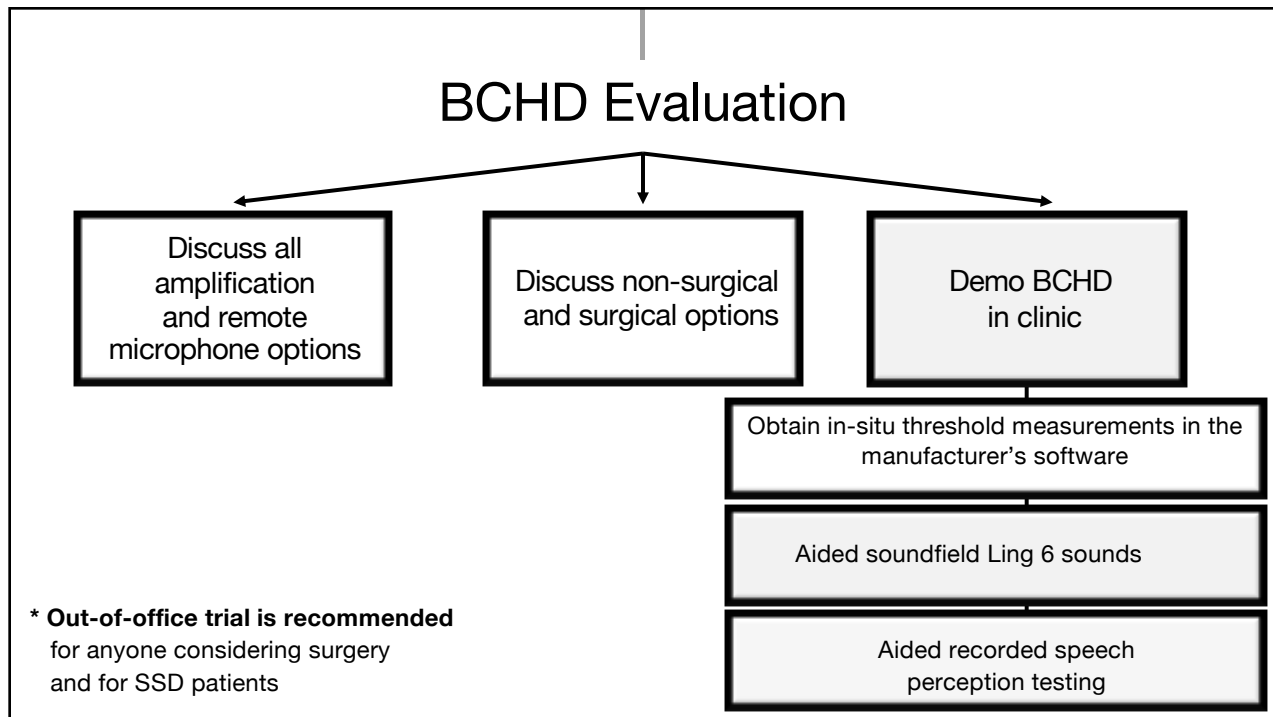 BCHD Evaluation
Discuss all
amplification
and remote
microphone options
Discuss non-surgical
and surgical options
Demo BCHD
in clinic
Obtain in-situ threshold measurements in the
manufacturer’s software
Aided soundfield Ling 6 sounds
Aided recorded speech
perception testing
* Out-of-office trial is recommended
for anyone considering surgery
and for SSD patients